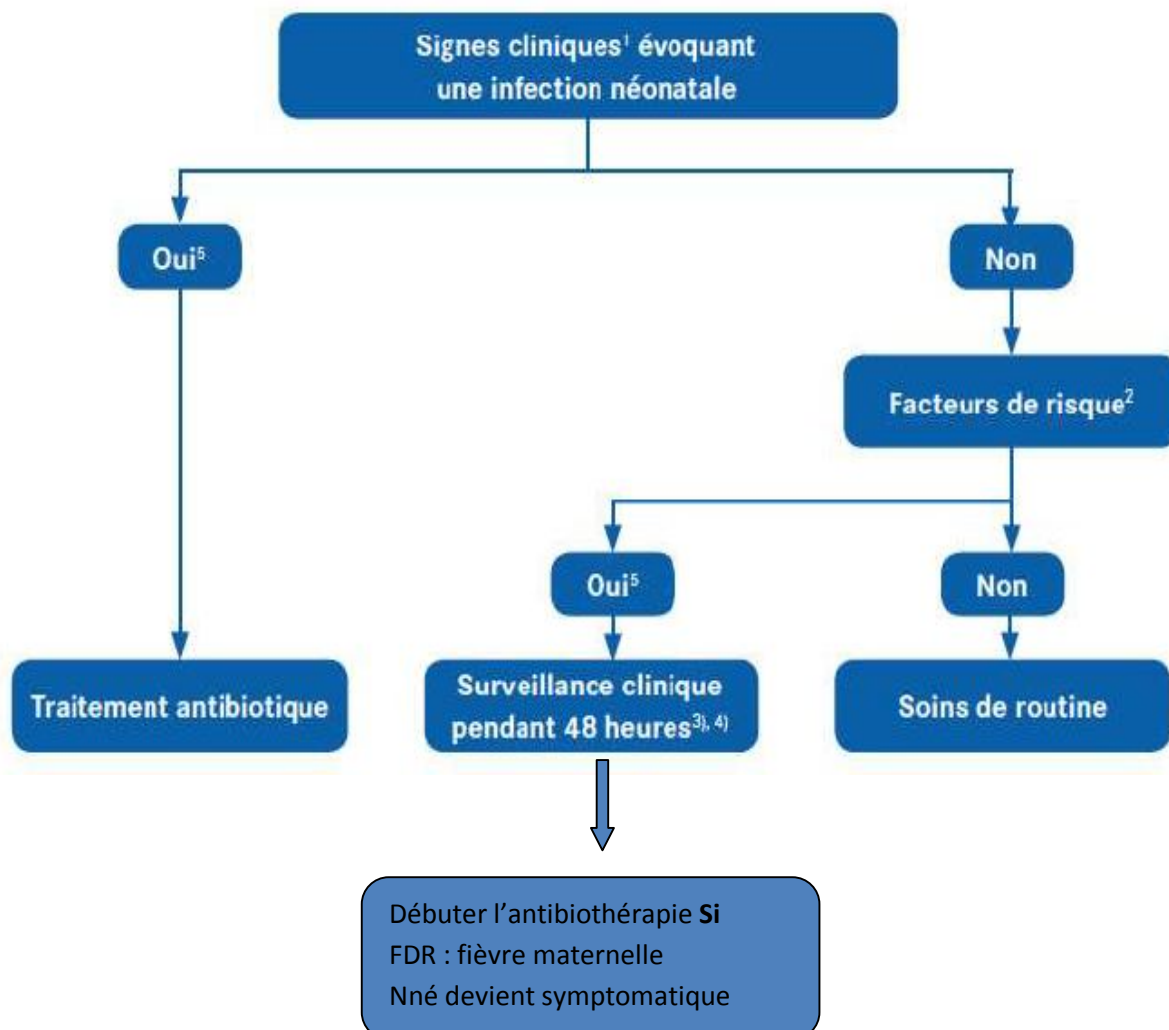 Signes cliniques¹ évoquant
une infection néonatale
Oui⁵
Non
Facteurs de risque²
Oui⁵
Non
Traitement antibiotique
Surveillance clinique
pendant 48 heures³⁾, ⁴⁾
Soins de routine
Débuter l’antibiothérapie Si
FDR : fièvre maternelle
Nné devient symptomatique